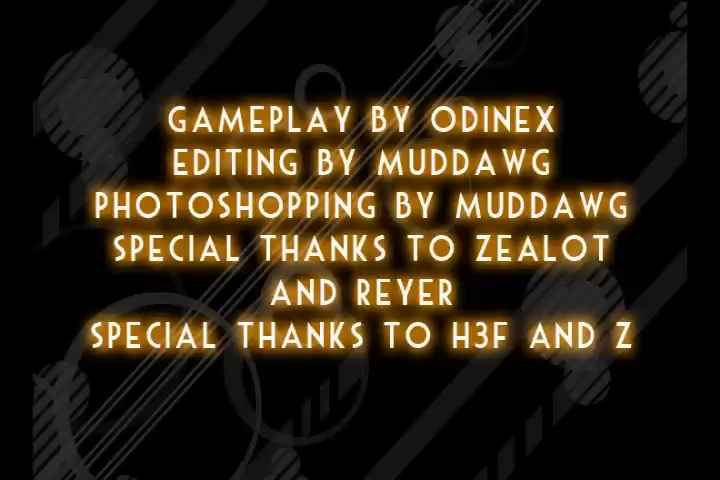 GAMEPLAY BY ODINEX
EDITING BY MUDDAWG
PHOTOSHOPPING BY MUDDAWG
SPECIAL THANKS TO ZEALOT
AND REYER
SPECIAL THANKS TO H3F AND Z